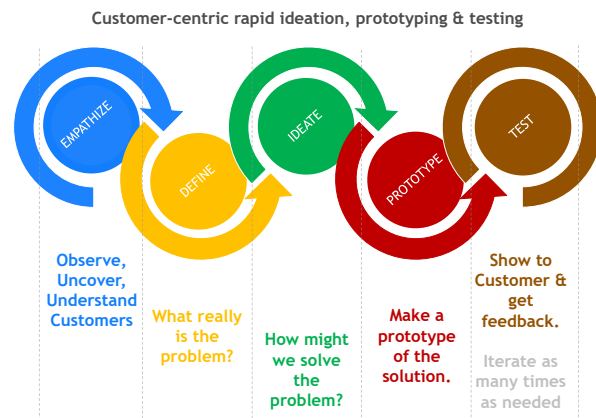 Customer-centric rapid ideation, prototyping & testing
EMPATHIZE
DEFINE
IDEATE
PROTOTYPE
TEST
Observe,
Uncover,
Understand
Customers
What really
is the
problem?
How might
we solve
the
problem?
Make a
prototype
of the
solution.
Show to
Customer &
get
feedback.
Iterate as
many times
as needed